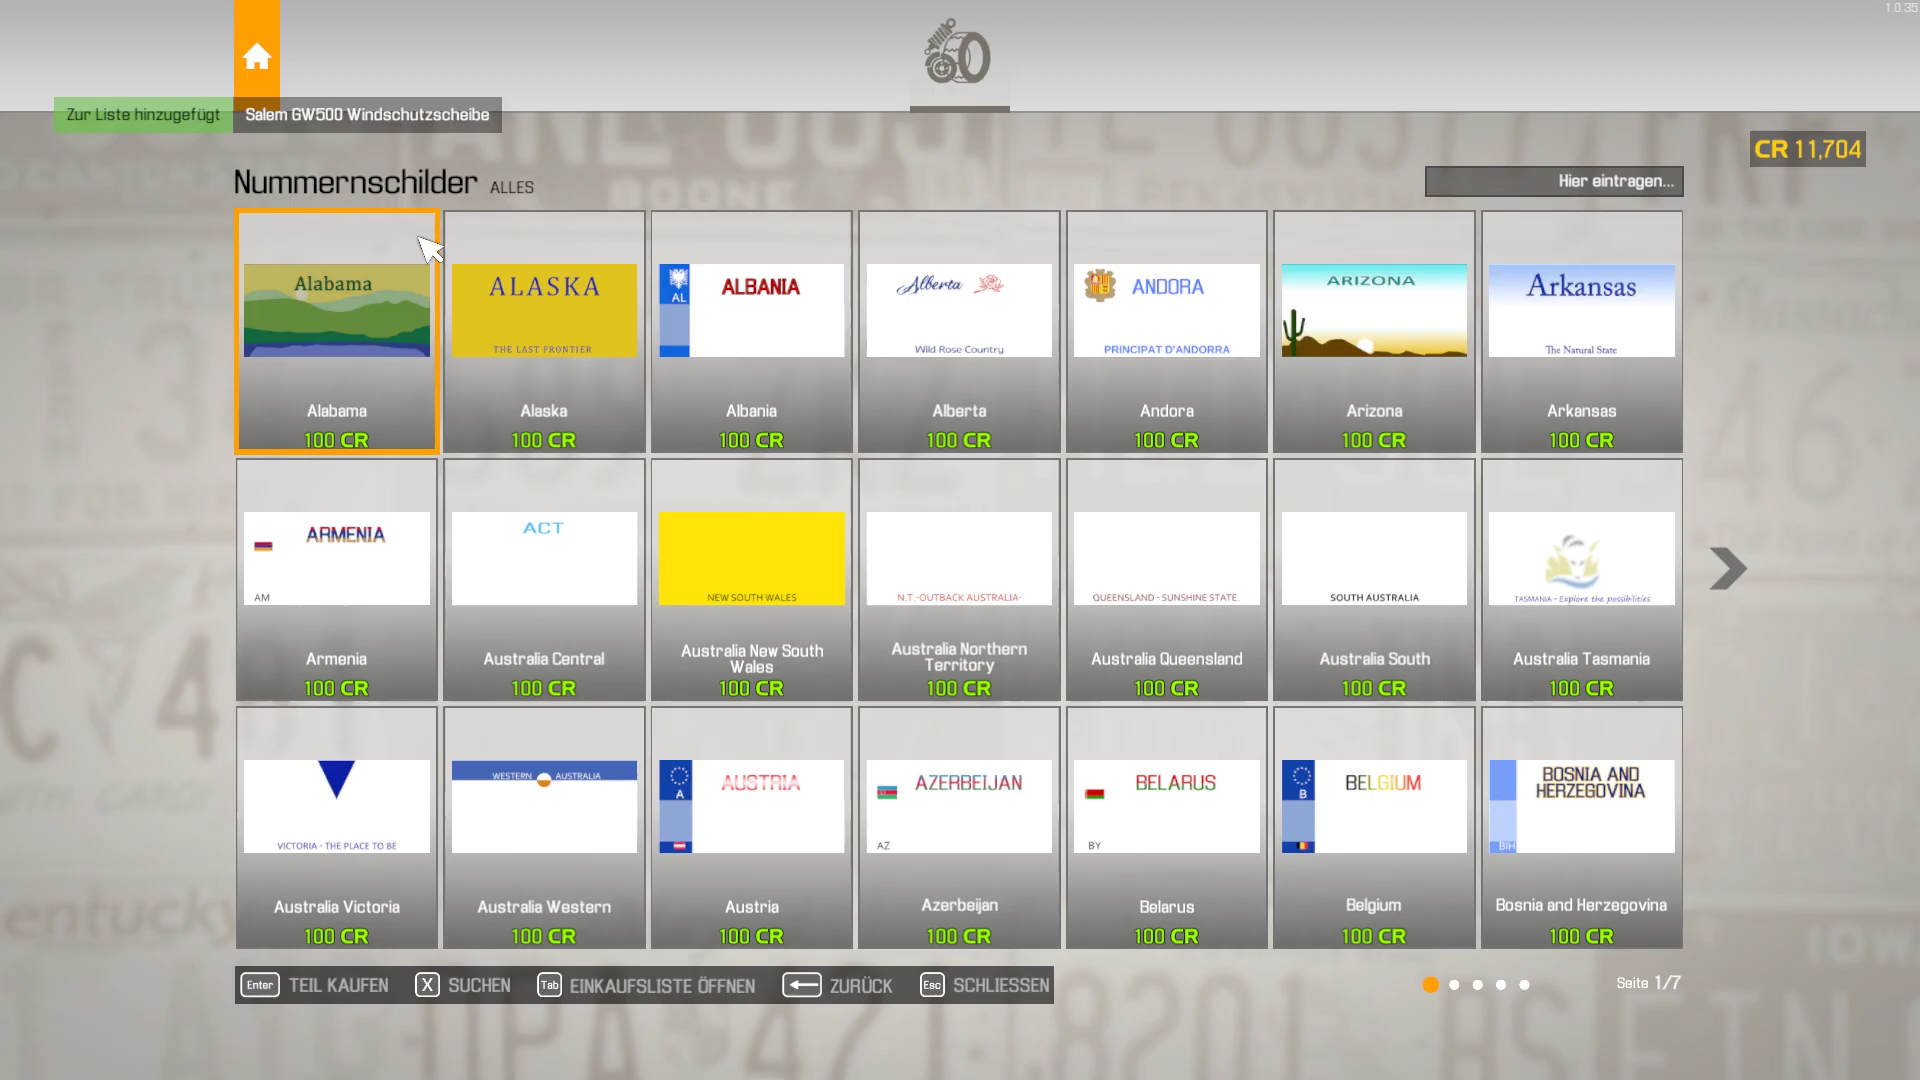 1.0.35
Zur Liste hinzugefügt Salem GW500 Windschutzscheibe
CR 11,704
Nummernschilder ALLES
Hier eintragen...
Alabama
Alabama
100 CR
ALASKA
THE LAST FRONTIER
Alaska
100 CR
AL
ALBANIA
Albania
100 CR
Alberta
Wild Rose Country
Alberta
100 CR
ANDORA
PRINCIPAT D'ANDORRA
Andora
100 CR
ARIZONA
Arizona
100 CR
Arkansas
The Natural State
Arkansas
100 CR
ARMENIA
AM
Armenia
100 CR
ACT
Australia Central
100 CR
NEW SOUTH WALES
Australia New South
Wales
100 CR
N.T. -OUTBACK AUSTRALIA-
Australia Northern
Territory
100 CR
QUEENSLAND - SUNSHINE STATE.
Australia Queensland
100 CR
SOUTH AUSTRALIA
Australia South
100 CR
TASMANIA - Explore the possibilities
Australia Tasmania
100 CR
VICTORIA - THE PLACE TO BE
Australia Victoria
100 CR
WESTERN AUSTRALIA
Australia Western
100 CR
A
AUSTRIA
Austria
100 CR
AZERBEIJAN
AZ
Azerbeijan
100 CR
BELARUS
BY
Belarus
100 CR
B
BELGIUM
Belgium
100 CR
BOSNIA AND
HERZEGOVINA
BIH
Bosnia and Herzegovina
100 CR
Enter TEIL KAUFEN X SUCHEN Tab EINKAUFSLISTE ÖFFNEN ZURÜCK Esc SCHLIESSEN
Seite 1/7